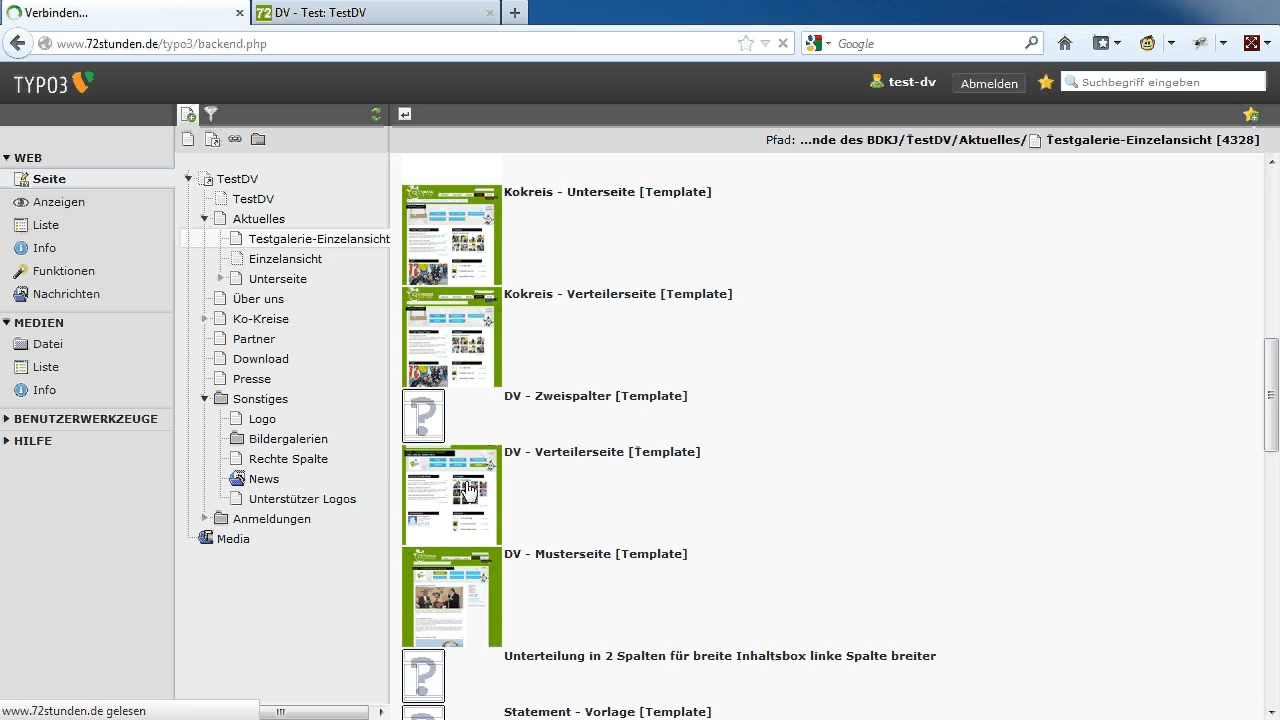 Verbinden...
72 DV - Test: TestDV
www.72stunden.de/typo3/backend.php
Google
TYPO3
test-dv
Abmelden
Suchbegriff eingeben
Pfad: ...nde des BDKJ/TestDV/Aktuelles/ Testgalerie-Einzelansicht [4328]
WEB
Seite
Anzeigen
Liste
Info
Funktionen
Nachrichten
MEDIEN
Datei
Liste
Info
BENUTZERWERKZEUGE
HILFE
TestDV
TestDV
Aktuelles
Testgalerie-Einzelansicht
Einzelansicht
Unterseite
Über uns
Ko-Kreise
Partner
Download
Presse
Sonstiges
Logo
Bildergalerien
Rechte Spalte
News
Unterstützer Logos
Anmeldungen
Media
Kokreis - Unterseite [Template]
Kokreis - Verteilerseite [Template]
DV - Zweispalter [Template]
DV - Verteilerseite [Template]
DV - Musterseite [Template]
Unterteilung in 2 Spalten für breite Inhaltsbox linke Spalte breiter
Statement - Vorlage [Template]
www.72stunden.de gelesen